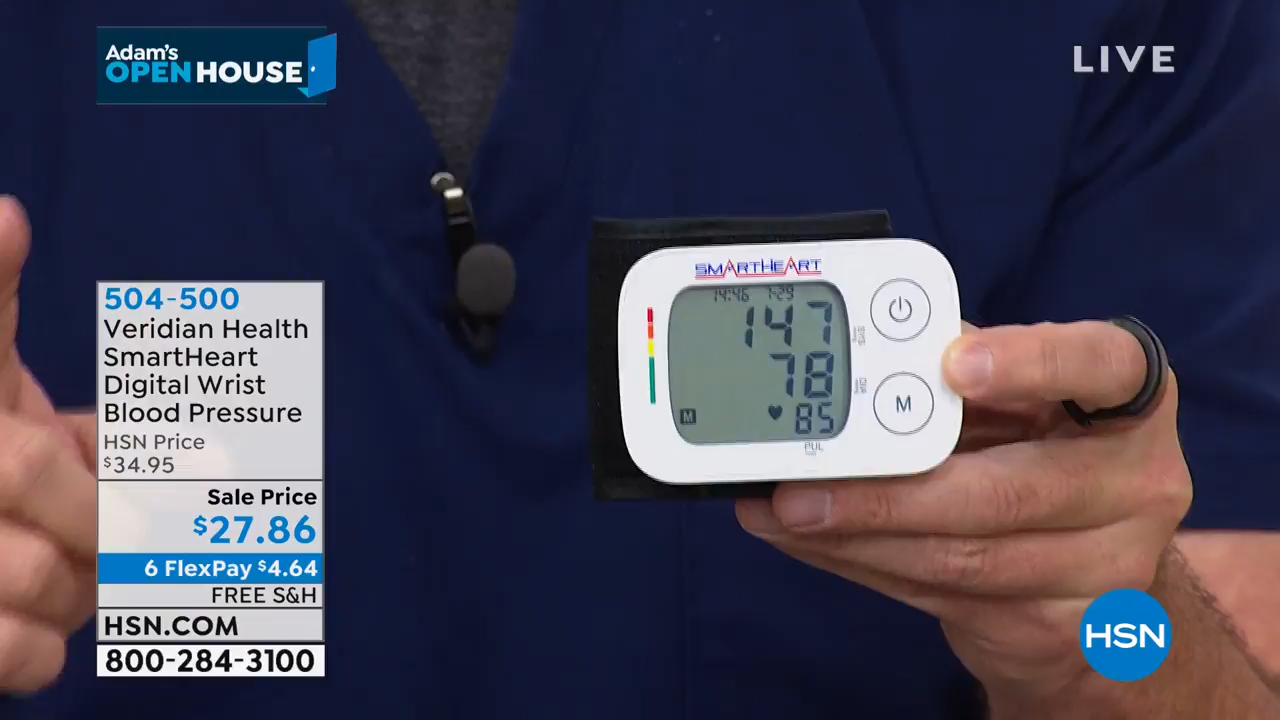 Adam's
OPEN HOUSE
LIVE
504-500
Veridian Health
SmartHeart
Digital Wrist
Blood Pressure
HSN Price
$34.95
Sale Price
$27.86
6 FlexPay $4.64
FREE S&H
HSN.COM
800-284-3100
SMARTHEART
14:46 1-29
147
78
M
85
PUL
M
HSN